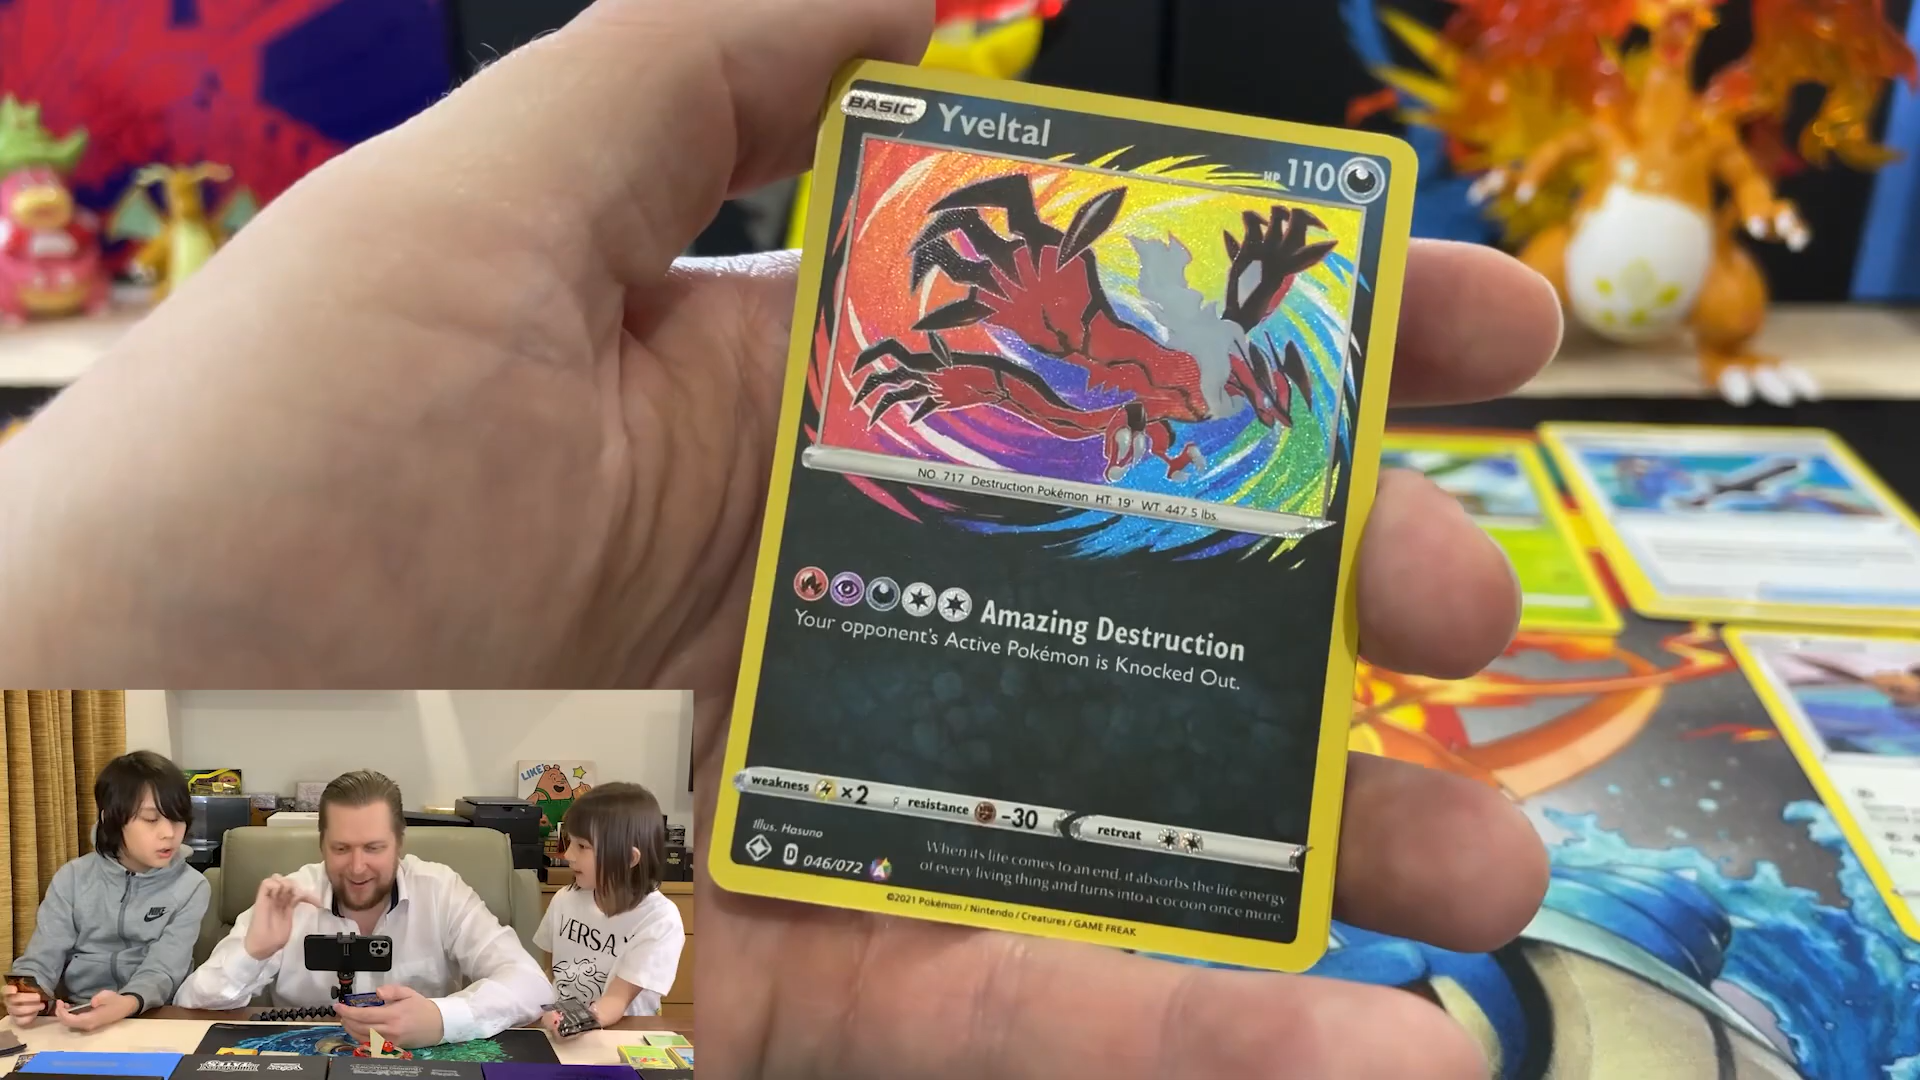 BASIC Yveltal HP 110
NO. 717 Destruction Pokémon HT. 19' WT. 447.5 lbs.
Amazing Destruction
Your opponent's Active Pokémon is Knocked Out.
weakness ×2 resistance -30 retreat
Illus. Hasuno
D 046/072 A
When its life comes to an end, it absorbs the life energy
of every living thing and turns into a cocoon once more.
©2021 Pokémon / Nintendo / Creatures / GAME FREAK
LIKE
NIKE
VERSA